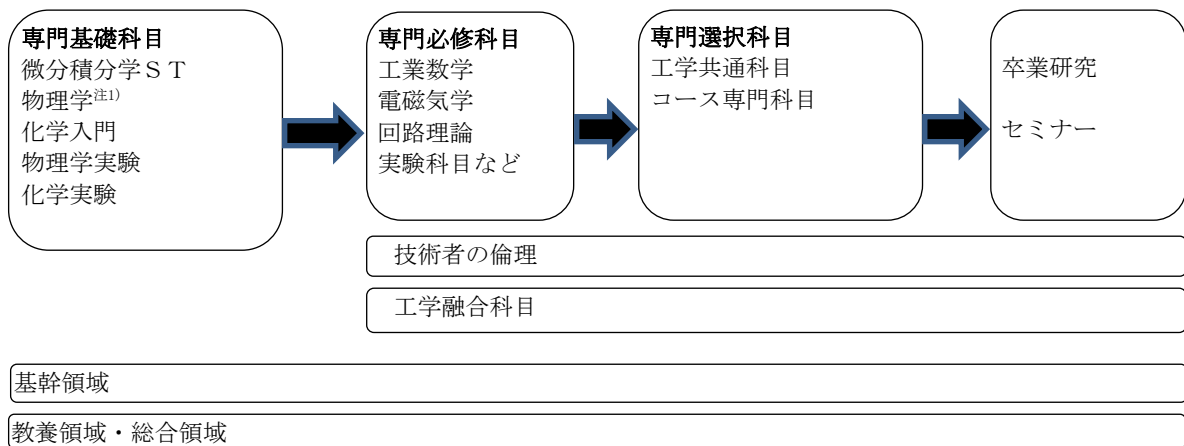 専門基礎科目
微分積分学ＳＴ
物理学注1)
化学入門
物理学実験
化学実験
専門必修科目
工業数学
電磁気学
回路理論
実験科目など
専門選択科目
工学共通科目
コース専門科目
卒業研究
セミナー
技術者の倫理
工学融合科目
基幹領域
教養領域・総合領域